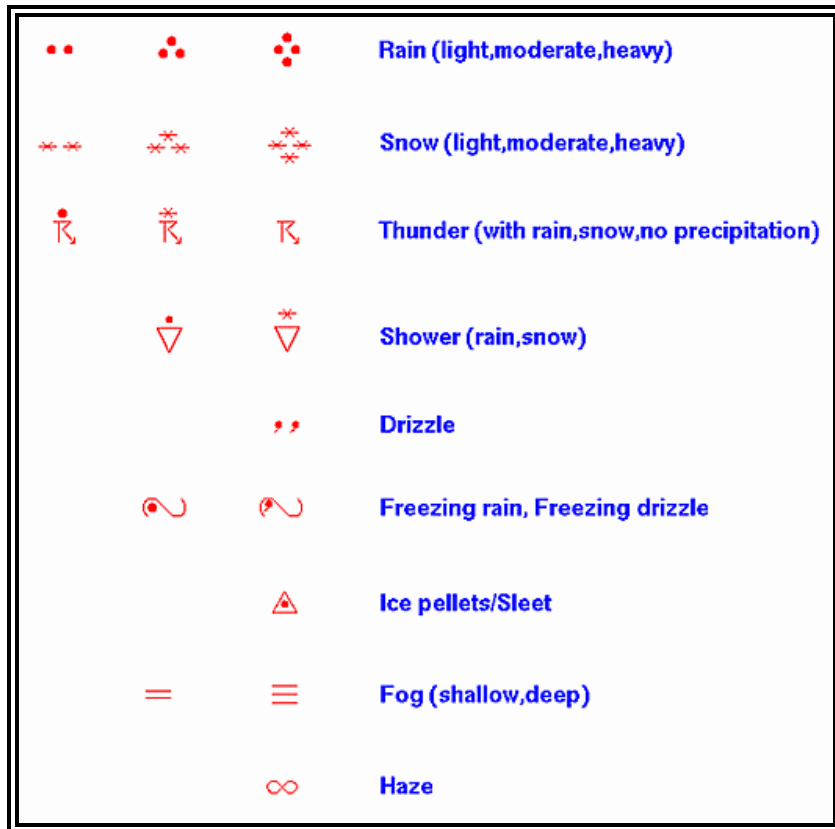 Rain (light,moderate,heavy)
Snow (light,moderate,heavy)
Thunder (with rain,snow,no precipitation)
Shower (rain,snow)
Drizzle
Freezing rain, Freezing drizzle
Ice pellets/Sleet
Fog (shallow,deep)
Haze